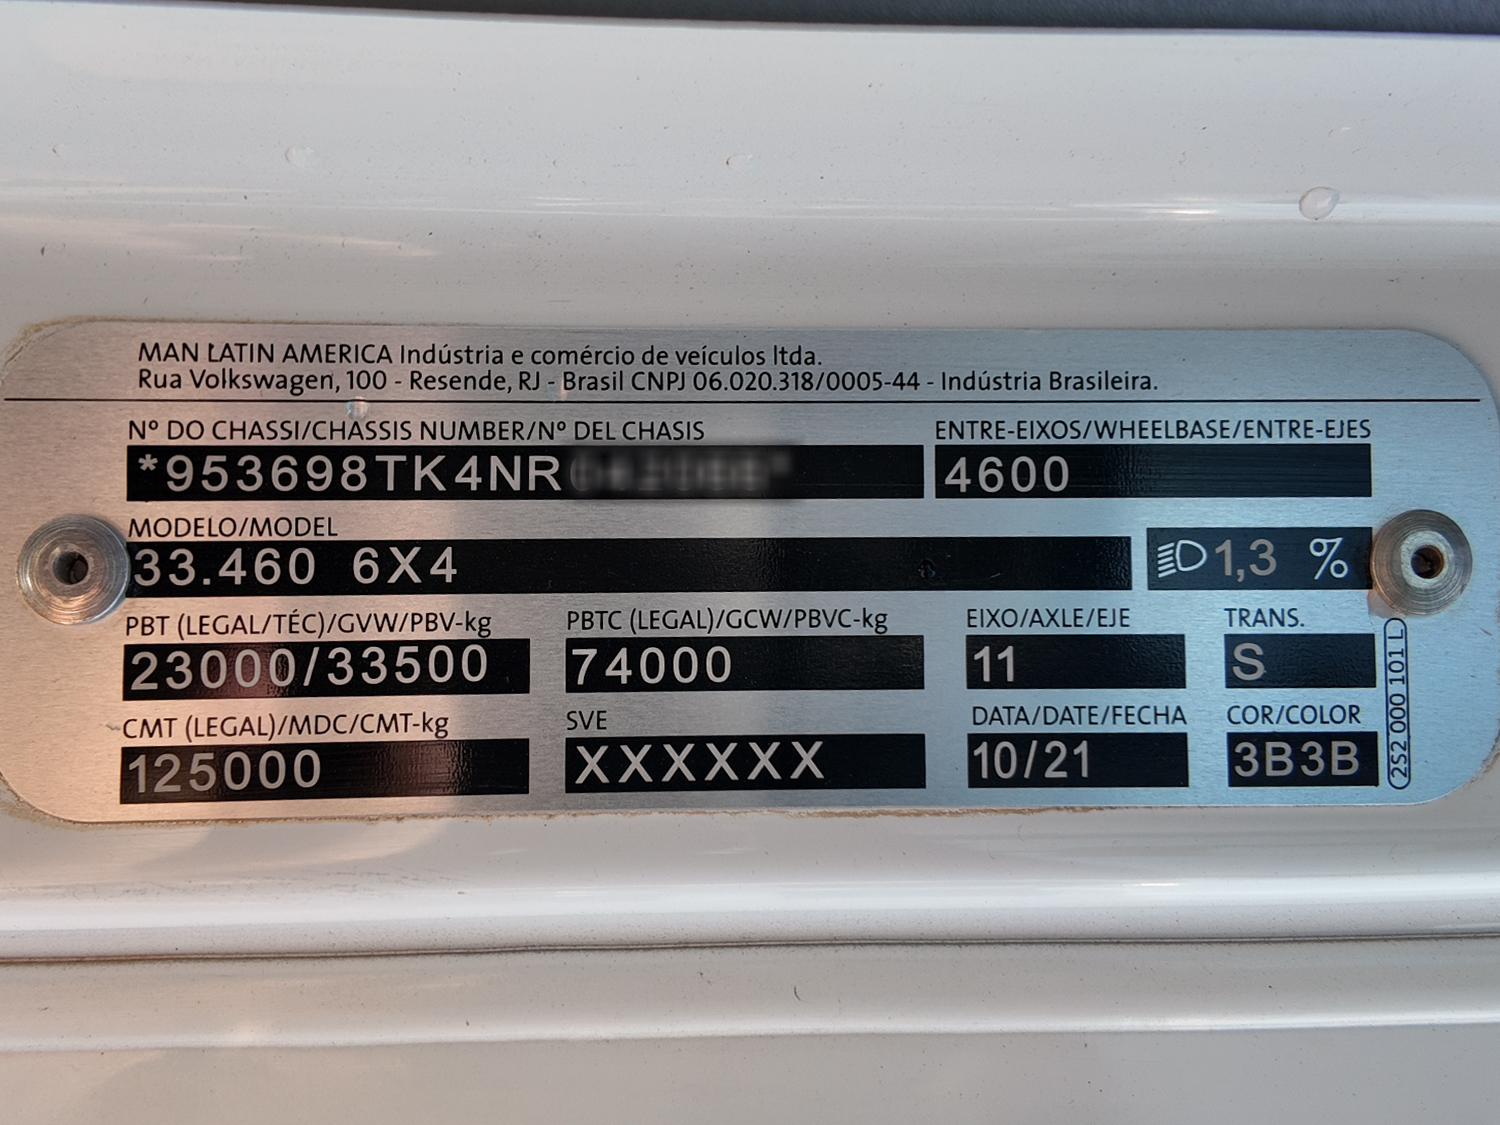 MAN LATIN AMERICA Indústria e comércio de veículos ltda.
Rua Volkswagen, 100 - Resende, RJ - Brasil CNPJ 06.020.318/0005-44 - Indústria Brasileira.
Nº DO CHASSI/CHASSIS NUMBER/Nº DEL CHASIS
ENTRE-EIXOS/WHEELBASE/ENTRE-EJES
*953698TK4NR
4600
MODELO/MODEL
33.460 6X4
1,3 %
PBT (LEGAL/TÉC)/GVW/PBV-kg
PBTC (LEGAL)/GCW/PBVC-kg
EIXO/AXLE/EJE
TRANS.
23000/33500
74000
11
S
CMT (LEGAL)/MDC/CMT-kg
SVE
DATA/DATE/FECHA
COR/COLOR
125000
XXXXXX
10/21
3B3B
2S2 000 101 L